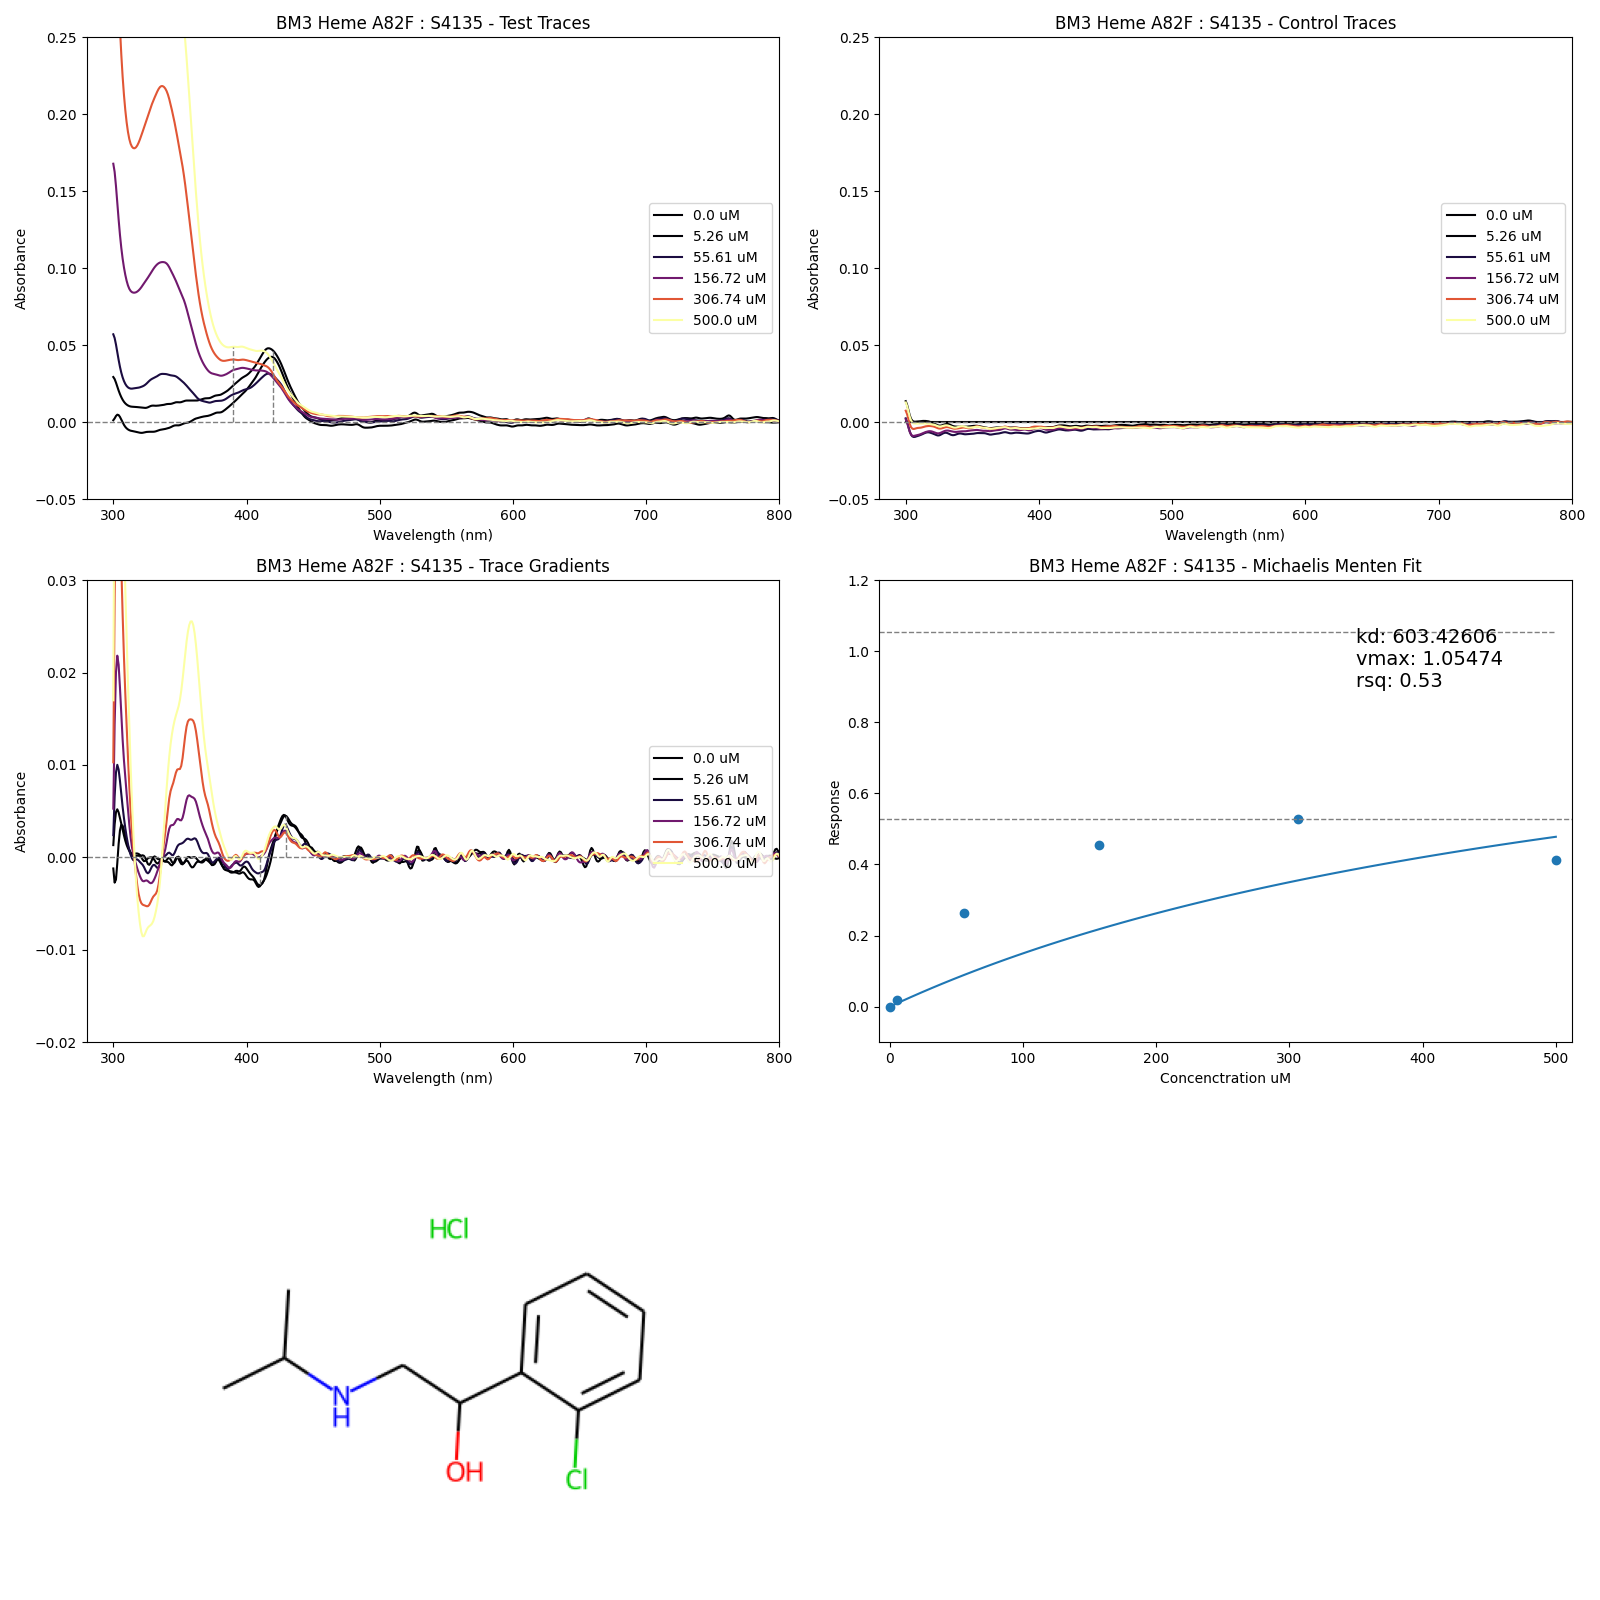 BM3 Heme A82F : S4135 - Test Traces
0.25
0.20
0.15
0.10
0.05
0.00
−0.05
Absorbance
300
400
500
600
700
800
Wavelength (nm)
0.0 uM
5.26 uM
55.61 uM
156.72 uM
306.74 uM
500.0 uM
BM3 Heme A82F : S4135 - Control Traces
0.25
0.20
0.15
0.10
0.05
0.00
−0.05
Absorbance
300
400
500
600
700
800
Wavelength (nm)
0.0 uM
5.26 uM
55.61 uM
156.72 uM
306.74 uM
500.0 uM
BM3 Heme A82F : S4135 - Trace Gradients
0.03
0.02
0.01
0.00
−0.01
−0.02
Absorbance
300
400
500
600
700
800
Wavelength (nm)
0.0 uM
5.26 uM
55.61 uM
156.72 uM
306.74 uM
500.0 uM
BM3 Heme A82F : S4135 - Michaelis Menten Fit
1.2
1.0
0.8
0.6
0.4
0.2
0.0
Response
kd: 603.42606
vmax: 1.05474
rsq: 0.53
0
100
200
300
400
500
Concenctration uM
HCl
N
H
OH
Cl